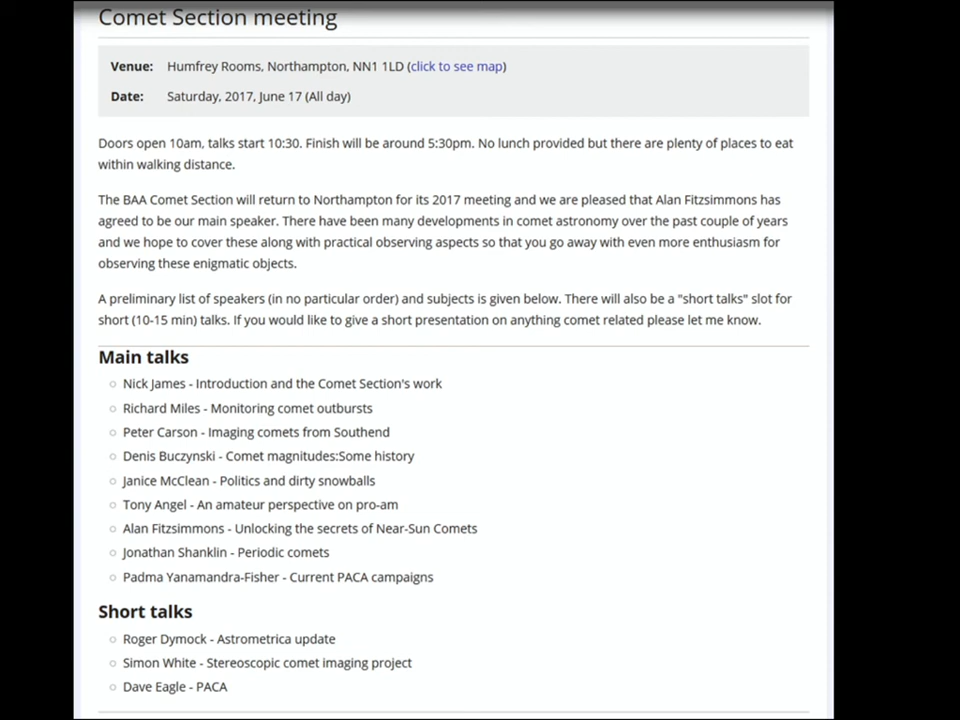 Comet Section meeting
Venue: Humfrey Rooms, Northampton, NN1 1LD (click to see map)
Date: Saturday, 2017, June 17 (All day)
Doors open 10am, talks start 10:30. Finish will be around 5:30pm. No lunch provided but there are plenty of places to eat
within walking distance.
The BAA Comet Section will return to Northampton for its 2017 meeting and we are pleased that Alan Fitzsimmons has
agreed to be our main speaker. There have been many developments in comet astronomy over the past couple of years
and we hope to cover these along with practical observing aspects so that you go away with even more enthusiasm for
observing these enigmatic objects.
A preliminary list of speakers (in no particular order) and subjects is given below. There will also be a "short talks" slot for
short (10-15 min) talks. If you would like to give a short presentation on anything comet related please let me know.
Main talks
Nick James - Introduction and the Comet Section's work
Richard Miles - Monitoring comet outbursts
Peter Carson - Imaging comets from Southend
Denis Buczynski - Comet magnitudes:Some history
Janice McClean - Politics and dirty snowballs
Tony Angel - An amateur perspective on pro-am
Alan Fitzsimmons - Unlocking the secrets of Near-Sun Comets
Jonathan Shanklin - Periodic comets
Padma Yanamandra-Fisher - Current PACA campaigns
Short talks
Roger Dymock - Astrometrica update
Simon White - Stereoscopic comet imaging project
Dave Eagle - PACA